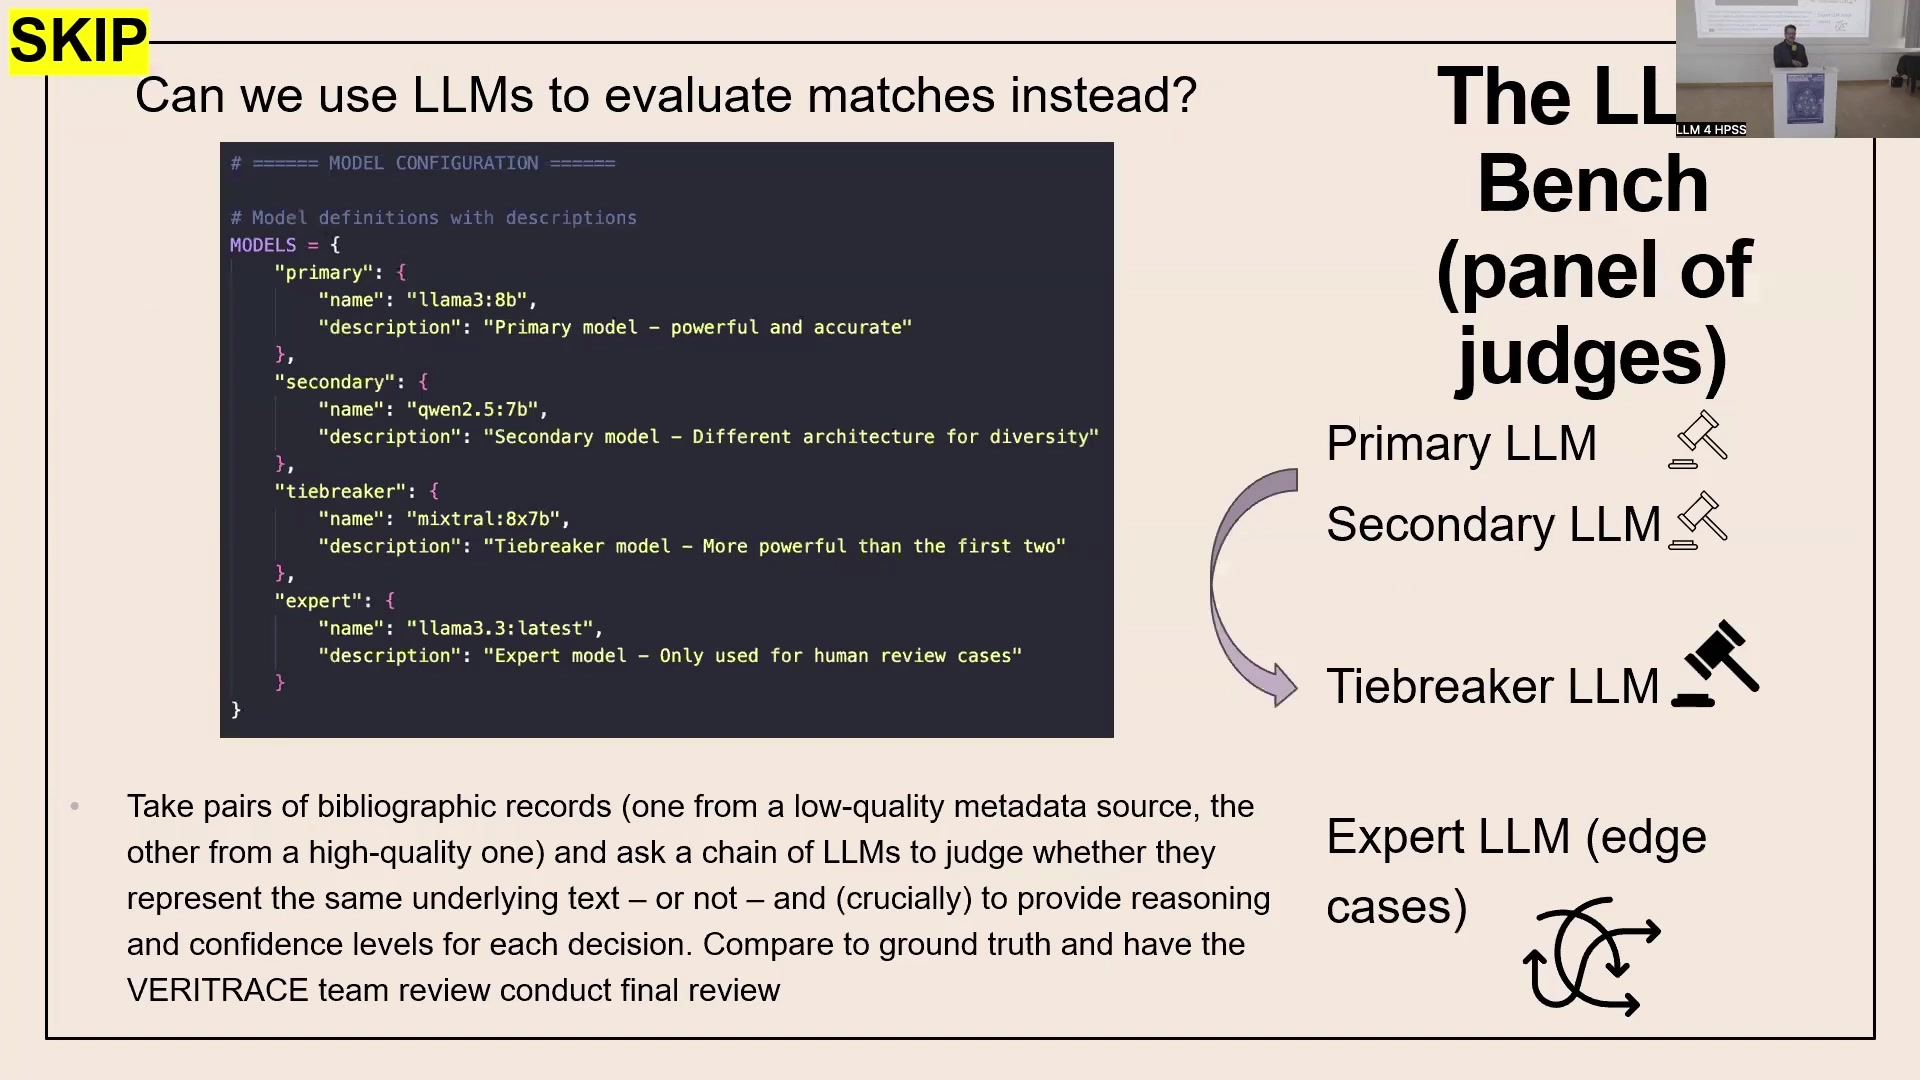 SKIP
Can we use LLMs to evaluate matches instead?
# ====== MODEL CONFIGURATION ======
# Model definitions with descriptions
MODELS = {
"primary": {
"name": "llama3:8b",
"description": "Primary model – powerful and accurate"
},
"secondary": {
"name": "qwen2.5:7b",
"description": "Secondary model – Different architecture for diversity"
},
"tiebreaker": {
"name": "mixtral:8x7b",
"description": "Tiebreaker model – More powerful than the first two"
},
"expert": {
"name": "llama3.3:latest",
"description": "Expert model – Only used for human review cases"
}
}
Take pairs of bibliographic records (one from a low-quality metadata source, the
other from a high-quality one) and ask a chain of LLMs to judge whether they
represent the same underlying text – or not – and (crucially) to provide reasoning
and confidence levels for each decision. Compare to ground truth and have the
VERITRACE team review conduct final review
The LL
Bench
(panel of
judges)
Primary LLM
Secondary LLM
Tiebreaker LLM
Expert LLM (edge
cases)
LLM 4 HPSS